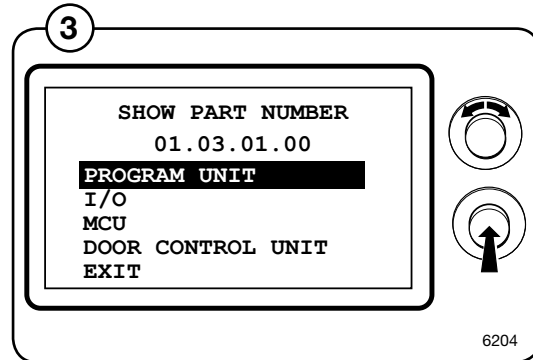 3
SHOW PART NUMBER
01.03.01.00
PROGRAM UNIT
I/O
MCU
DOOR CONTROL UNIT
EXIT
6204